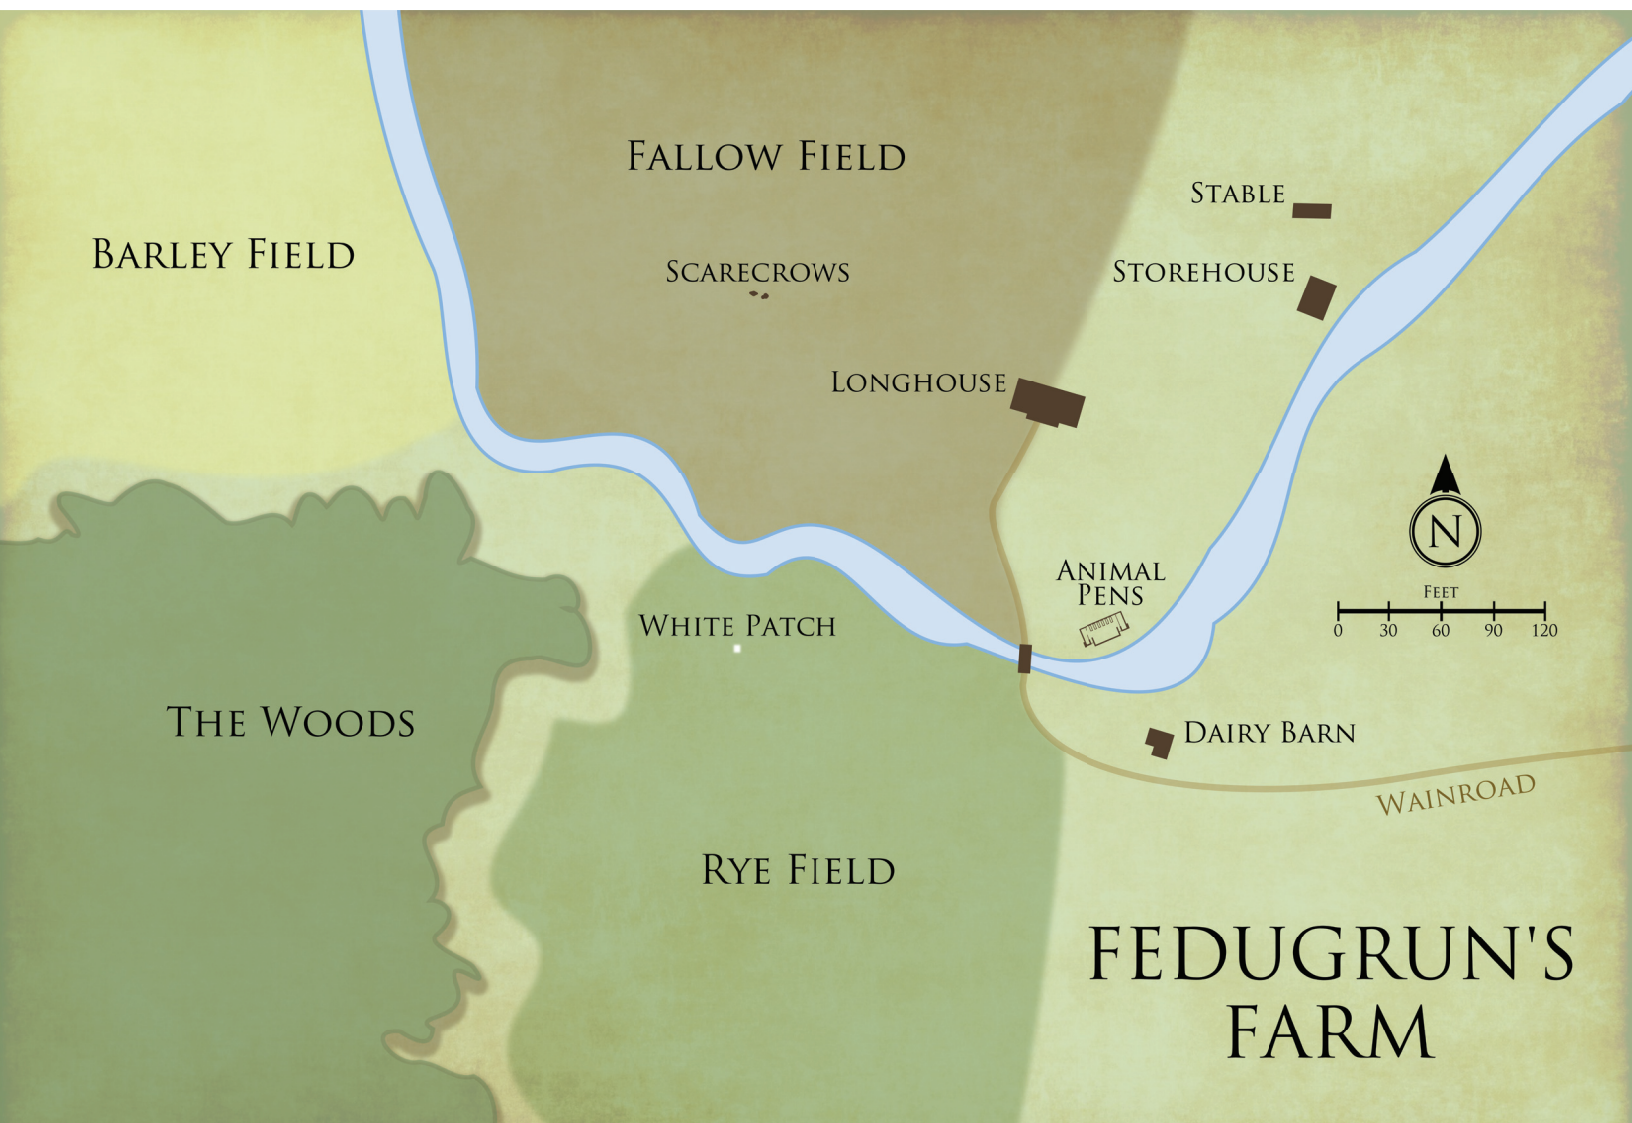 FALLOW FIELD
STABLE
BARLEY FIELD
SCARECROWS
STOREHOUSE
LONGHOUSE
N
ANIMAL
PENS
FEET
0 30 60 90 120
WHITE PATCH
THE WOODS
DAIRY BARN
WAINROAD
RYE FIELD
FEDUGRUN'S
FARM